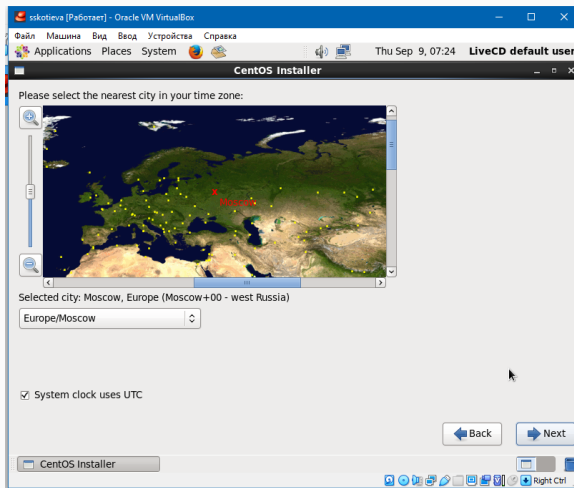 sskotieva [Работает] - Oracle VM VirtualBox
Файл Машина Вид Ввод Устройства Справка
Applications Places System Thu Sep 9, 07:24 LiveCD default user
CentOS Installer
Please select the nearest city in your time zone:
Moscow
Selected city: Moscow, Europe (Moscow+00 - west Russia)
Europe/Moscow
System clock uses UTC
Back Next
CentOS Installer
Right Ctrl